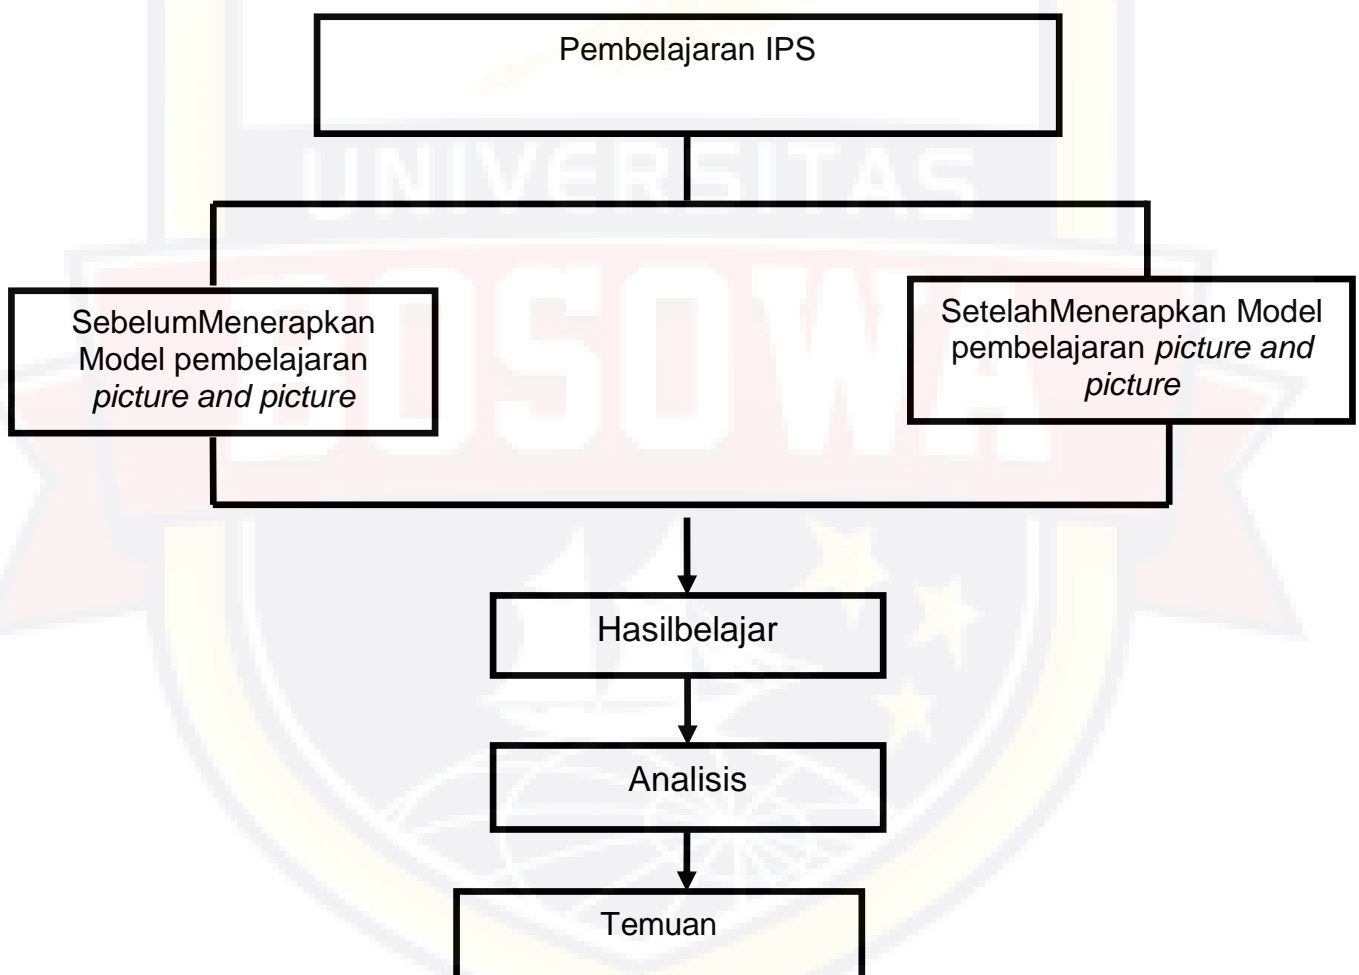 Pembelajaran IPS
UNIVERSITAS
BOSOWA
SebelumMenerapkan
Model pembelajaran
picture and picture
SetelahMenerapkan Model
pembelajaran picture and
picture
Hasilbelajar
Analisis
Temuan